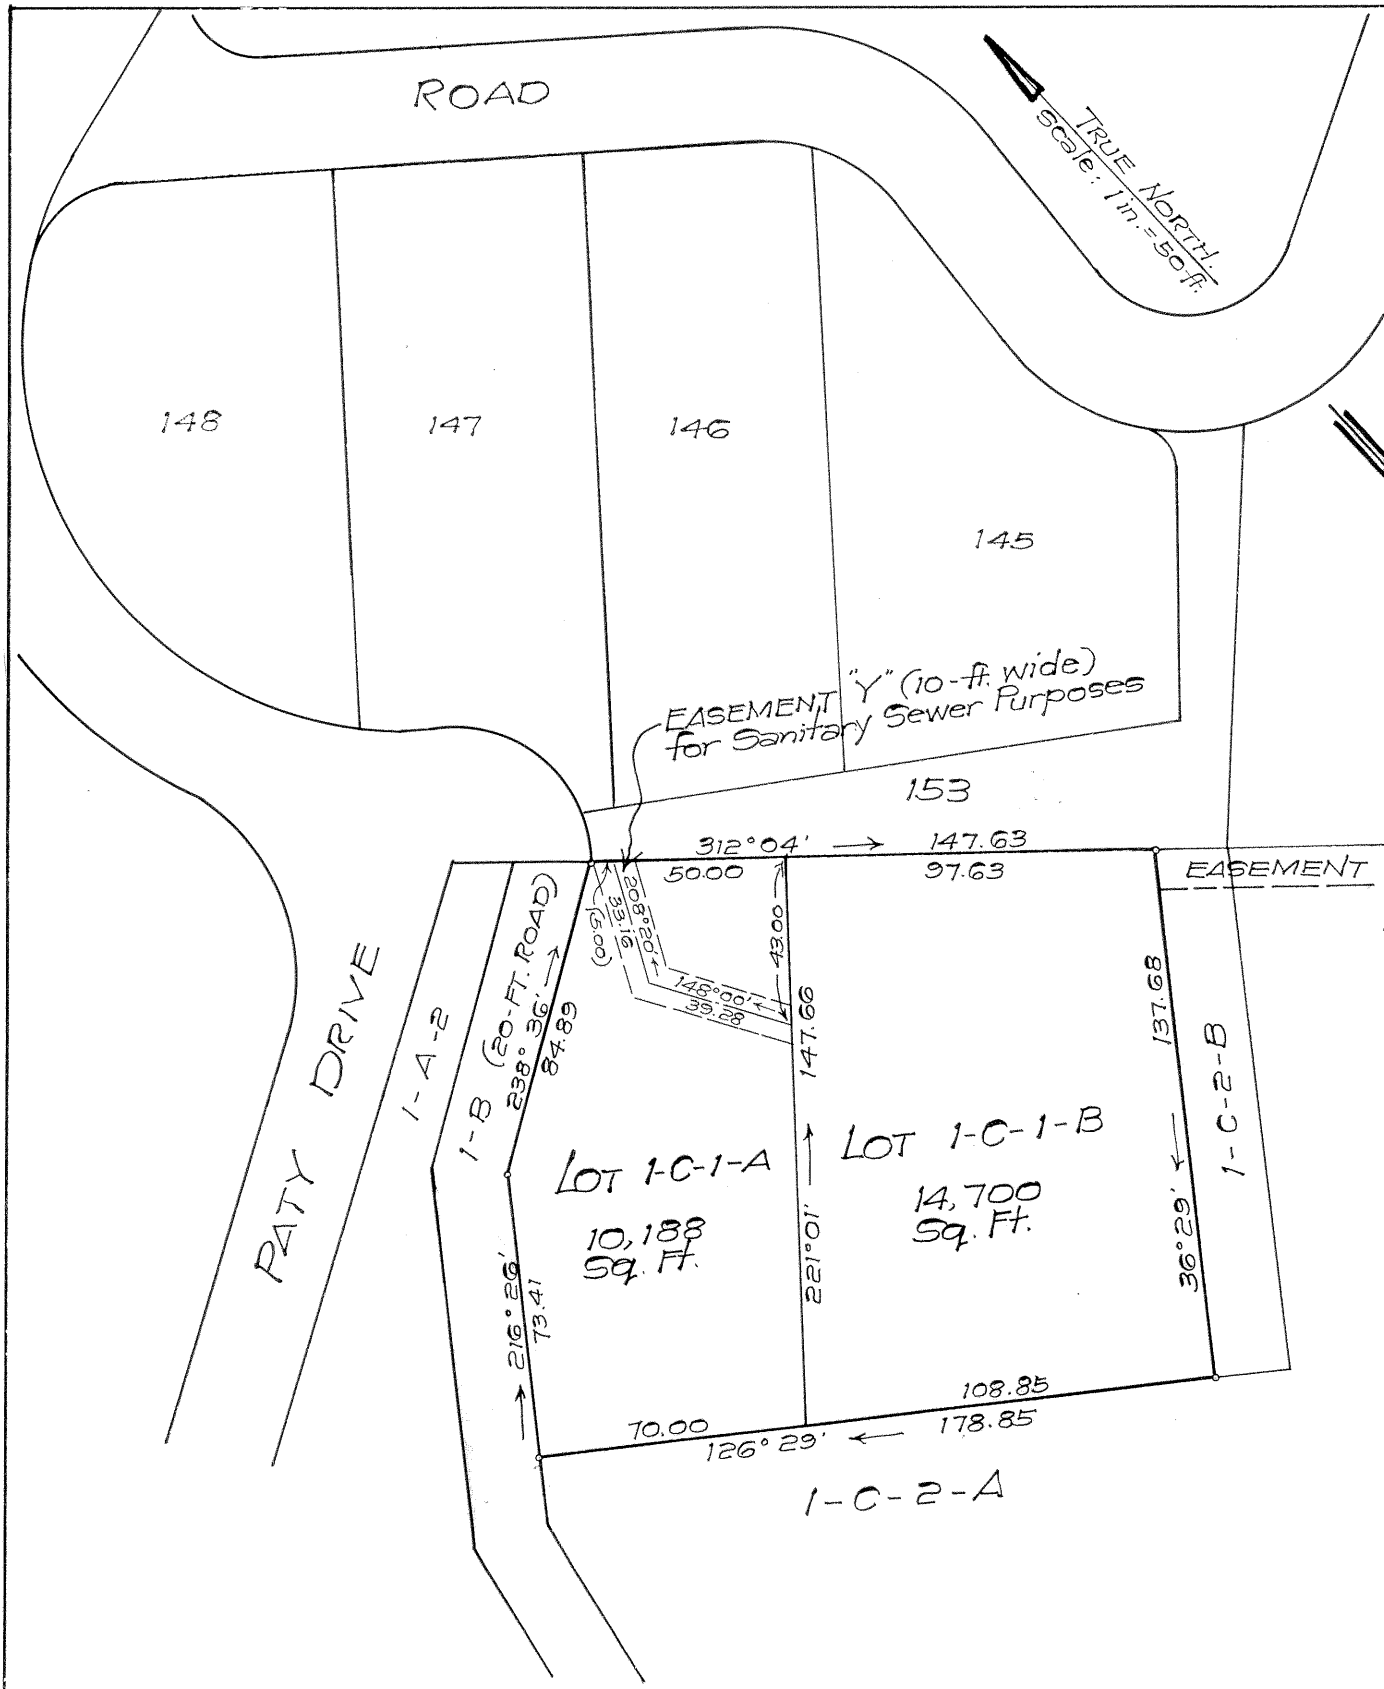 ROAD
TRUE NORTH.
Scale: 1 in. = 50 ft.
148
147
146
145
EASEMENT "Y" (10-ft. wide)
for Sanitary Sewer Purposes
153
312°04' → 147.63
50.00
97.63
EASEMENT
208°20'
33.16
(5.00)
43.00
148°00'
39.28
147.66
221°01'
137.68
36°29'
1-C-2-B
PATY DRIVE
1-A-2
1-B (20-FT. ROAD)
238° 36'
84.89
LOT 1-C-1-A
10,188
Sq. Ft.
LOT 1-C-1-B
14,700
Sq. Ft.
216°26'
73.41
70.00
108.85
126°29' ← 178.85
1-C-2-A